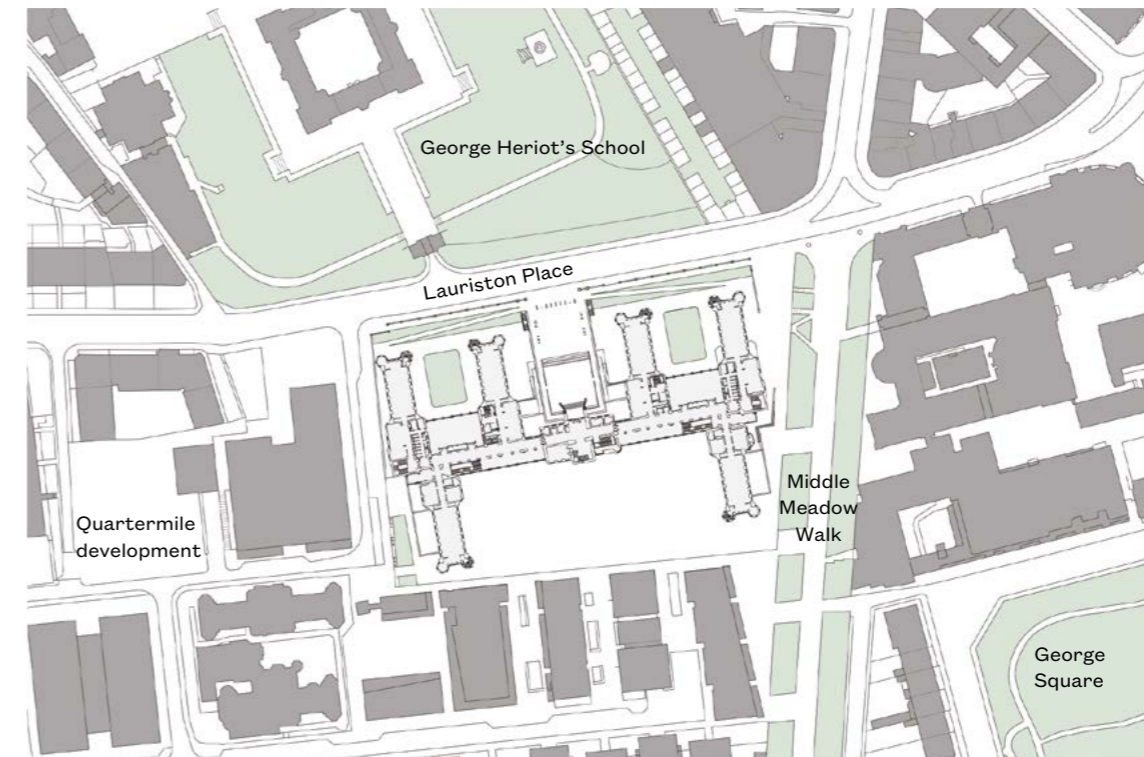 George Heriot's School
Lauriston Place
Middle
Meadow
Walk
Quartermile
development
George
Square